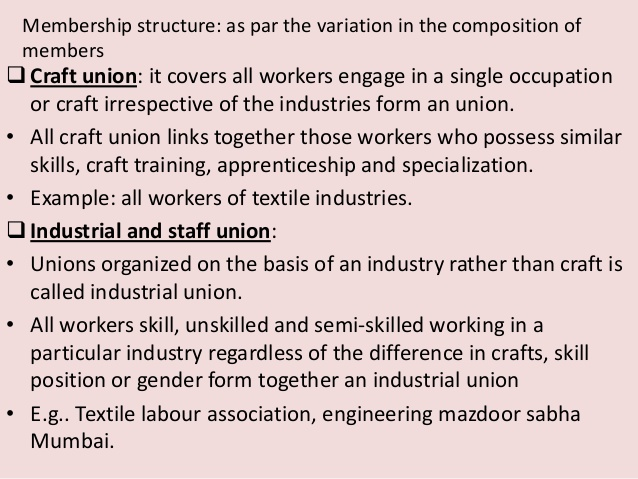 Membership structure: as par the variation in the composition of
members
Craft union: it covers all workers engage in a single occupation
or craft irrespective of the industries form an union.
• All craft union links together those workers who possess similar
skills, craft training, apprenticeship and specialization.
• Example: all workers of textile industries.
Industrial and staff union:
• Unions organized on the basis of an industry rather than craft is
called industrial union.
• All workers skill, unskilled and semi-skilled working in a
particular industry regardless of the difference in crafts, skill
position or gender form together an industrial union
• E.g.. Textile labour association, engineering mazdoor sabha
Mumbai.